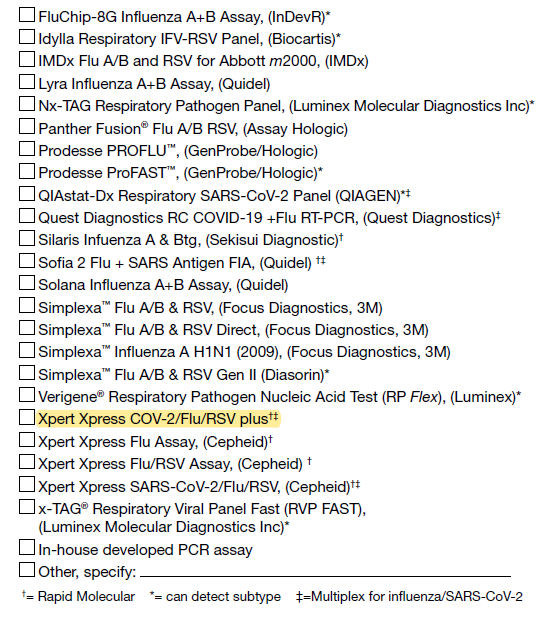 ☐ FluChip-8G Influenza A+B Assay, (InDevR)*
☐ Idylla Respiratory IFV-RSV Panel, (Biocartis)*
☐ IMDx Flu A/B and RSV for Abbott m2000, (IMDx)
☐ Lyra Influenza A+B Assay, (Quidel)
☐ Nx-TAG Respiratory Pathogen Panel, (Luminex Molecular Diagnostics Inc)*
☐ Panther Fusion® Flu A/B RSV, (Assay Hologic)
☐ Prodesse PROFLU™, (GenProbe/Hologic)
☐ Prodesse ProFAST™, (GenProbe/Hologic)*
☐ QIAstat-Dx Respiratory SARS-CoV-2 Panel (QIAGEN)*‡
☐ Quest Diagnostics RC COVID-19 +Flu RT-PCR, (Quest Diagnostics)‡
☐ Silaris Infuenza A & Btg, (Sekisui Diagnostic)†
☐ Sofia 2 Flu + SARS Antigen FIA, (Quidel) †‡
☐ Solana Influenza A+B Assay, (Quidel)
☐ Simplexa™ Flu A/B & RSV, (Focus Diagnostics, 3M)
☐ Simplexa™ Flu A/B & RSV Direct, (Focus Diagnostics, 3M)
☐ Simplexa™ Influenza A H1N1 (2009), (Focus Diagnostics, 3M)
☐ Simplexa™ Flu A/B & RSV Gen II (Diasorin)*
☐ Verigene® Respiratory Pathogen Nucleic Acid Test (RP Flex), (Luminex)*
☐ Xpert Xpress COV-2/Flu/RSV plus†‡
☐ Xpert Xpress Flu Assay, (Cepheid)†
☐ Xpert Xpress Flu/RSV Assay, (Cepheid) †
☐ Xpert Xpress SARS-CoV-2/Flu/RSV, (Cepheid)†‡
☐ x-TAG® Respiratory Viral Panel Fast (RVP FAST),
(Luminex Molecular Diagnostics Inc)*
☐ In-house developed PCR assay
☐ Other, specify: ____________________
†= Rapid Molecular *= can detect subtype ‡=Multiplex for influenza/SARS-CoV-2